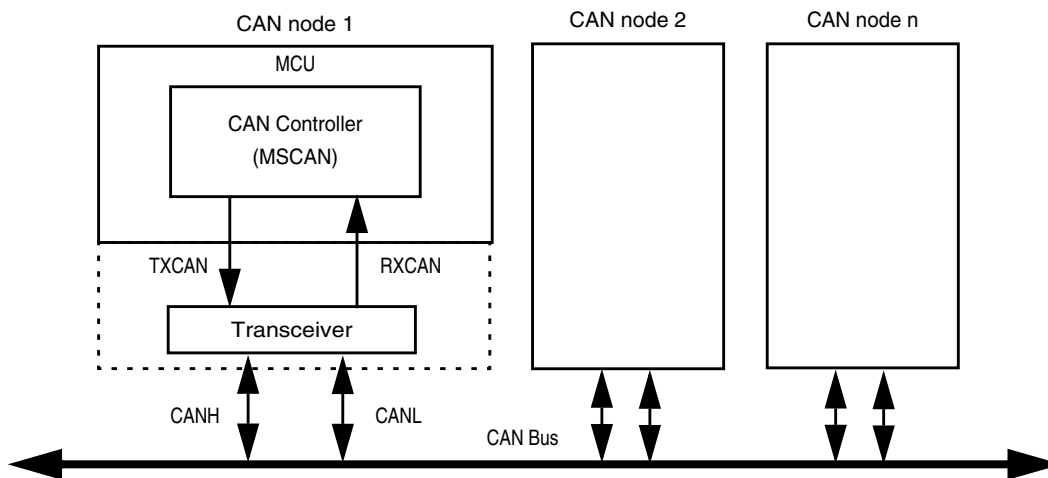 CAN node 1
CAN node 2
CAN node n
MCU
CAN Controller
(MSCAN)
TXCAN
RXCAN
Transceiver
CANH
CANL
CAN Bus